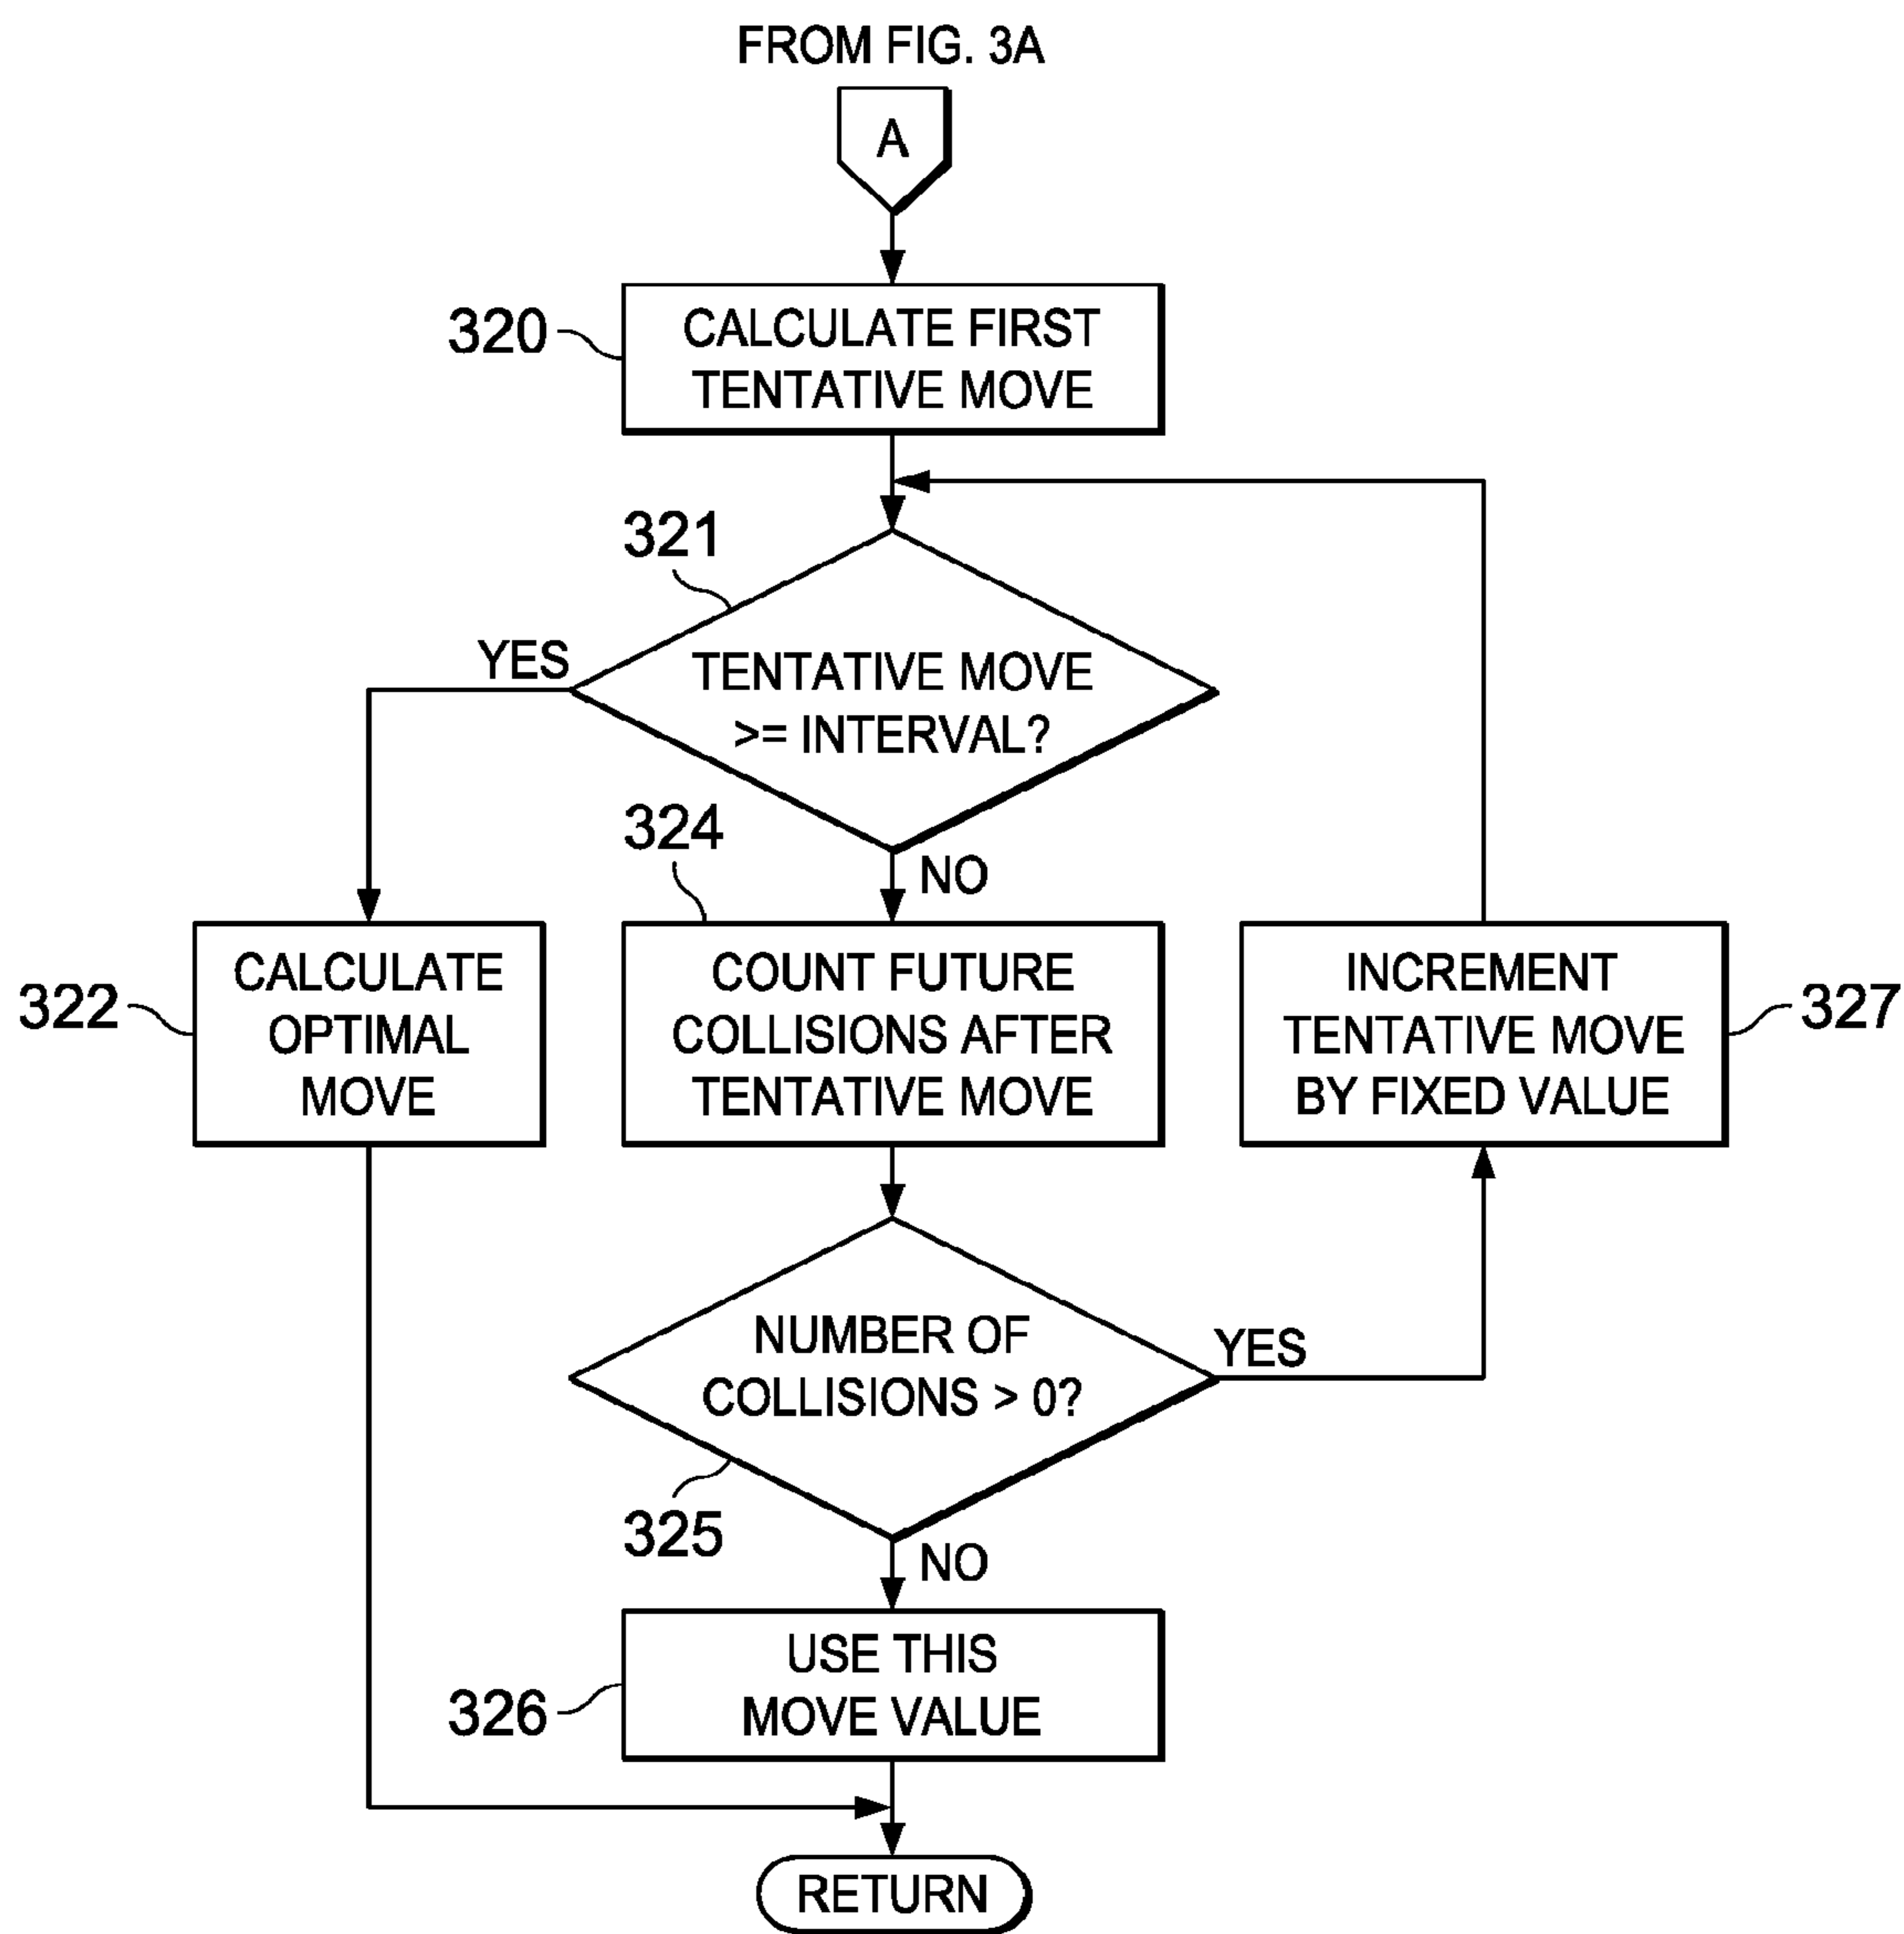 FROM FIG. 3A
A
320
CALCULATE FIRST
TENTATIVE MOVE
321
YES
TENTATIVE MOVE
>= INTERVAL?
324
NO
322
CALCULATE
OPTIMAL
MOVE
COUNT FUTURE
COLLISIONS AFTER
TENTATIVE MOVE
INCREMENT
TENTATIVE MOVE
BY FIXED VALUE
327
NUMBER OF
COLLISIONS > 0?
YES
325
NO
326
USE THIS
MOVE VALUE
RETURN